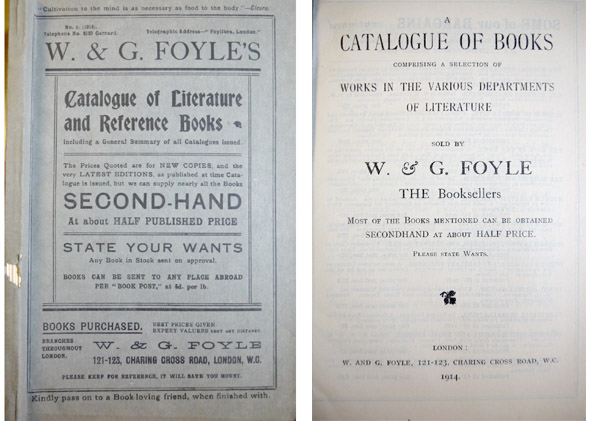 "Cultivation to the mind is as necessary as food to the body."—Cicero.
No. 1. (1914).
Telephone No. 8180 Gerrard. Telegraphic Address—"Foylibra, London."
W. & G. FOYLE'S
Catalogue of Literature
and Reference Books
Including a General Summary of all Catalogues issued.
The Prices Quoted are for NEW COPIES, and the
very LATEST EDITIONS, as published at time Cata-
logue is issued, but we can supply nearly all the Books
SECOND-HAND
At about HALF PUBLISHED PRICE
STATE YOUR WANTS
Any Book in Stock sent on approval.
BOOKS CAN BE SENT TO ANY PLACE ABROAD
PER "BOOK POST," at 4d. per lb.
BOOKS PURCHASED. BEST PRICES GIVEN
EXPERT VALUERS SENT ANY DISTANCE
BRANCHES
THROUGHOUT
LONDON.
W. & G. FOYLE
121-123, CHARING CROSS ROAD, LONDON, W.C.
PLEASE KEEP FOR REFERENCE, IT WILL SAVE YOU MONEY.
Kindly pass on to a Book loving friend, when finished with.
A
CATALOGUE OF BOOKS
COMPRISING A SELECTION OF
WORKS IN THE VARIOUS DEPARTMENTS
OF LITERATURE
SOLD BY
W. & G. FOYLE
THE Booksellers
MOST OF THE BOOKS MENTIONED CAN BE OBTAINED
SECONDHAND AT ABOUT HALF PRICE.
PLEASE STATE WANTS.
LONDON:
W. AND G. FOYLE, 121-123, CHARING CROSS ROAD, W.C.
1914.